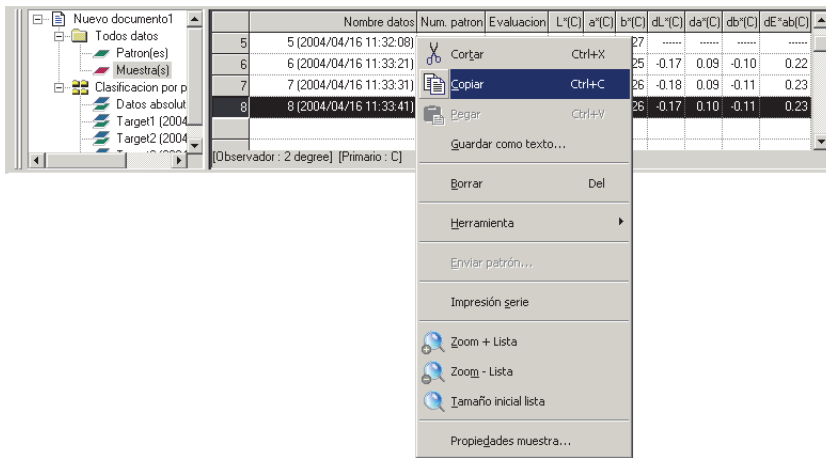 Nuevo documento1
Todos datos
Patron(es)
Muestra(s)
Clasificacion por p
Datos absolut
Target1 (2004
Target2 (2004
Nombre datos Num. patron Evaluacion L*(C) a*(C) b*(C) dL*(C) da*(C) db*(C) dE*ab(C)
5 5 (2004/04/16 11:32:08) 27 ----- ----- ----- -----
6 6 (2004/04/16 11:33:21) 25 -0.17 0.09 -0.10 0.22
7 7 (2004/04/16 11:33:31) 26 -0.18 0.09 -0.11 0.23
8 8 (2004/04/16 11:33:41) 26 -0.17 0.10 -0.11 0.23
[Observador : 2 degree] [Primario : C]
Cortar Ctrl+X
Copiar Ctrl+C
Pegar Ctrl+V
Guardar como texto...
Borrar Del
Herramienta
Enviar patrón...
Impresión serie
Zoom + Lista
Zoom - Lista
Tamaño inicial lista
Propiedades muestra...